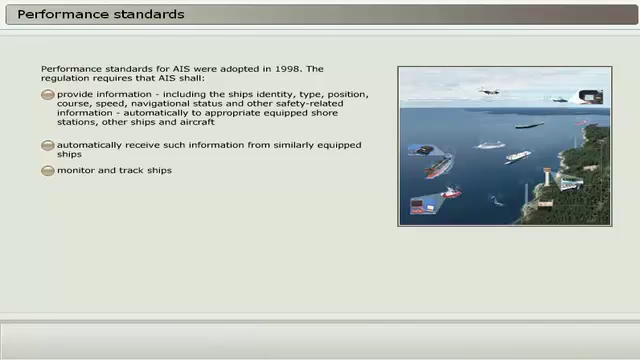 Performance standards
Performance standards for AIS were adopted in 1998. The
regulation requires that AIS shall:
provide information - including the ships identity, type, position,
course, speed, navigational status and other safety-related
information - automatically to appropriate equipped shore
stations, other ships and aircraft
automatically receive such information from similarly equipped
ships
monitor and track ships